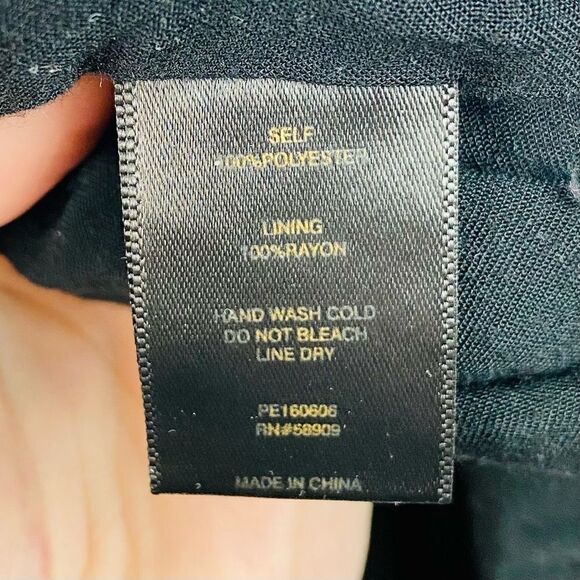 SELF
100%POLYESTER
LINING
100%RAYON
HAND WASH COLD
DO NOT BLEACH
LINE DRY
PE160606
RN#58909
MADE IN CHINA